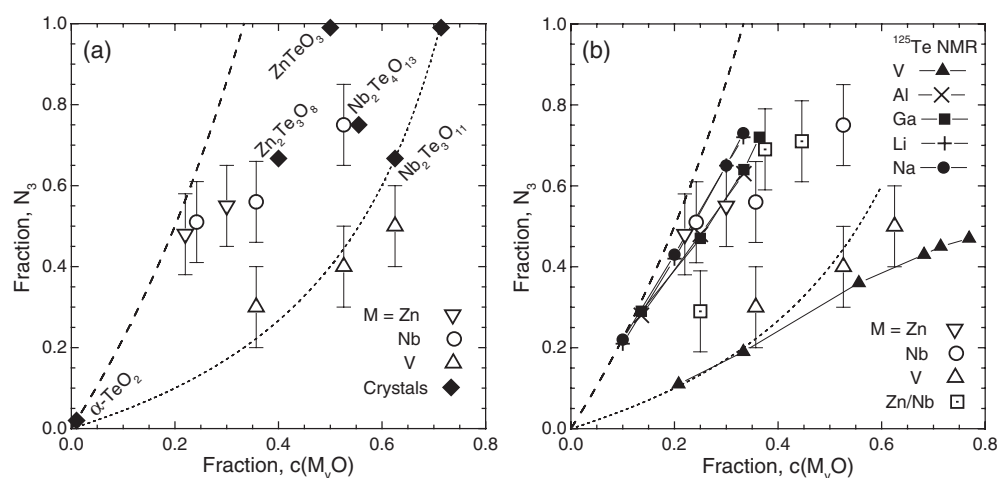 (a)
ZnTeO₃
Nb₂Te₄O₁₃
Zn₂Te₃O₈
Nb₂Te₃O₁₁
α-TeO₂
M = Zn
Nb
V
Crystals
1.0
0.8
0.6
0.4
0.2
0.0
Fraction, N₃
0.0 0.2 0.4 0.6 0.8
Fraction, c(MᵧO)
(b)
¹²⁵Te NMR
V
Al
Ga
Li
Na
M = Zn
Nb
V
Zn/Nb
1.0
0.8
0.6
0.4
0.2
0.0
Fraction, N₃
0.0 0.2 0.4 0.6 0.8
Fraction, c(MᵧO)